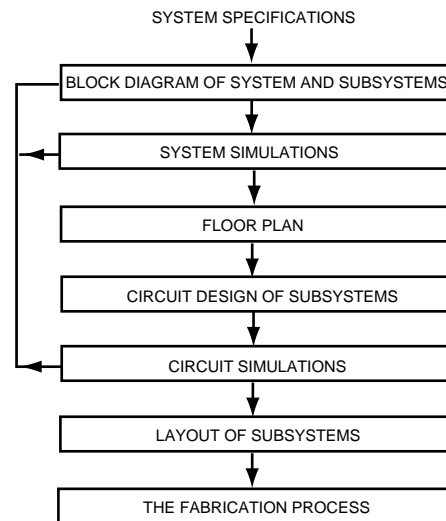 SYSTEM SPECIFICATIONS
BLOCK DIAGRAM OF SYSTEM AND SUBSYSTEMS
SYSTEM SIMULATIONS
FLOOR PLAN
CIRCUIT DESIGN OF SUBSYSTEMS
CIRCUIT SIMULATIONS
LAYOUT OF SUBSYSTEMS
THE FABRICATION PROCESS